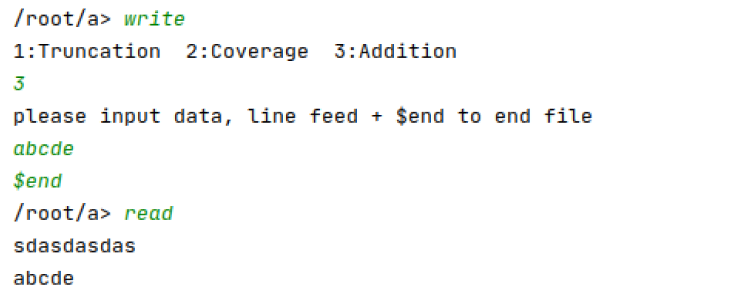 /root/a> write
1:Truncation  2:Coverage  3:Addition
3
please input data, line feed + $end to end file
abcde
$end
/root/a> read
sdasdasdas
abcde